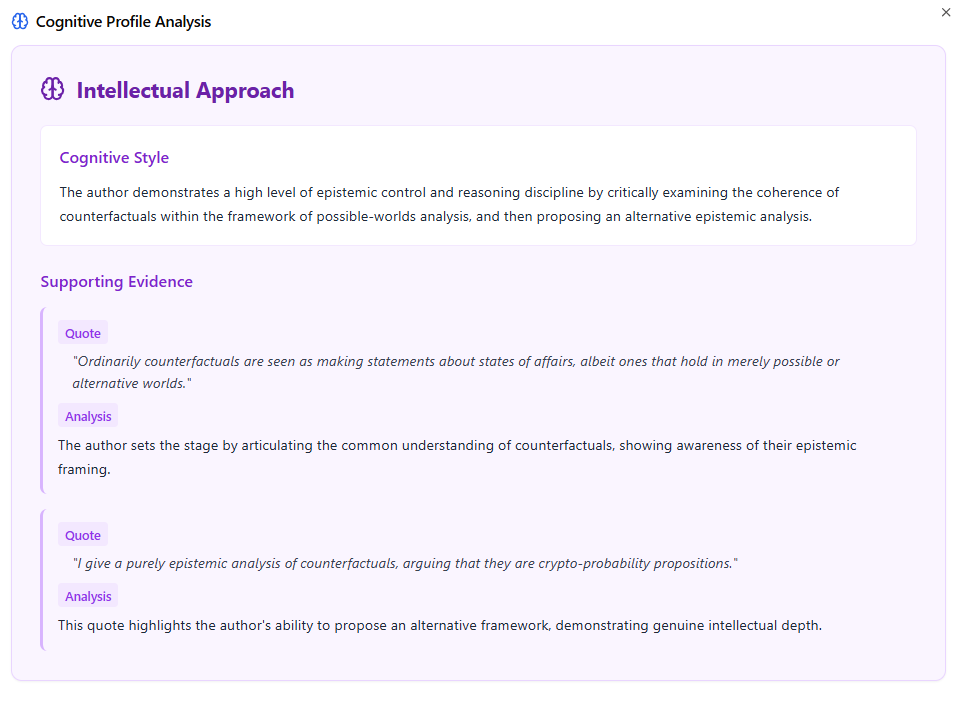 Cognitive Profile Analysis
×
Intellectual Approach
Cognitive Style
The author demonstrates a high level of epistemic control and reasoning discipline by critically examining the coherence of
counterfactuals within the framework of possible-worlds analysis, and then proposing an alternative epistemic analysis.
Supporting Evidence
Quote
"Ordinarily counterfactuals are seen as making statements about states of affairs, albeit ones that hold in merely possible or
alternative worlds."
Analysis
The author sets the stage by articulating the common understanding of counterfactuals, showing awareness of their epistemic
framing.
Quote
"I give a purely epistemic analysis of counterfactuals, arguing that they are crypto-probability propositions."
Analysis
This quote highlights the author's ability to propose an alternative framework, demonstrating genuine intellectual depth.